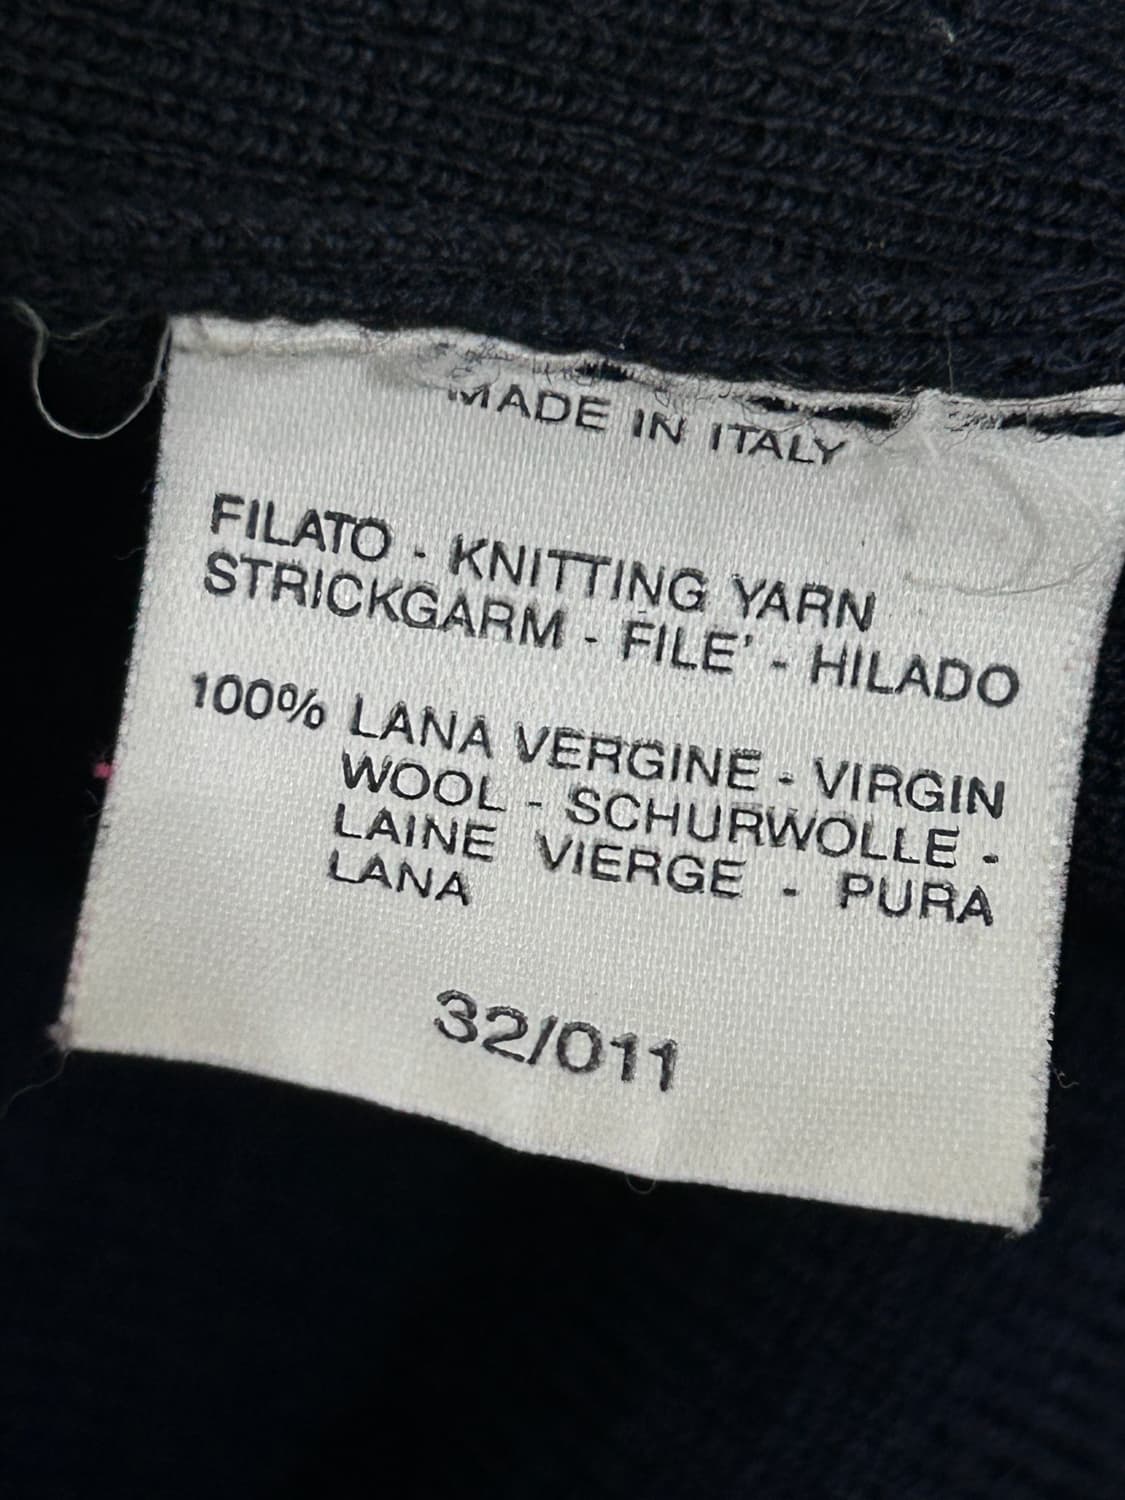 MADE IN ITALY
FILATO - KNITTING YARN
STRICKGARM - FILE' - HILADO
100% LANA VERGINE - VIRGIN
WOOL - SCHURWOLLE -
LAINE VIERGE - PURA
LANA
32/011